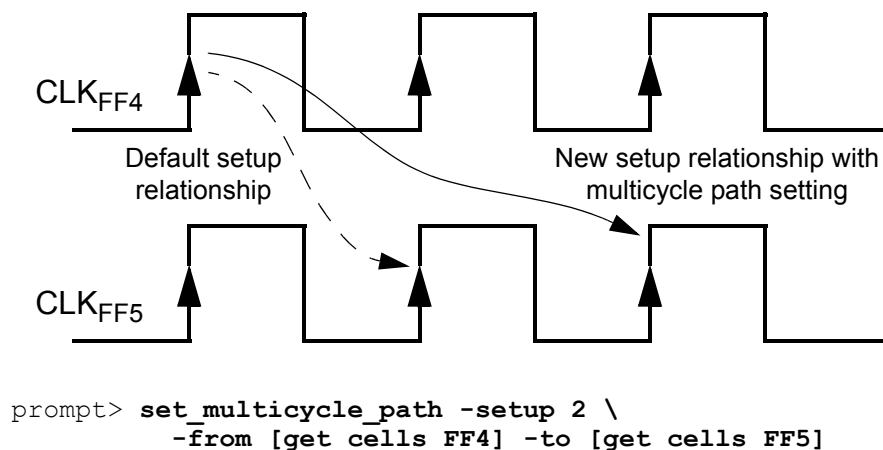 CLKFF4
Default setup
relationship
New setup relationship with
multicycle path setting
CLKFF5
prompt> set_multicycle_path -setup 2 \
-from [get_cells FF4] -to [get_cells FF5]